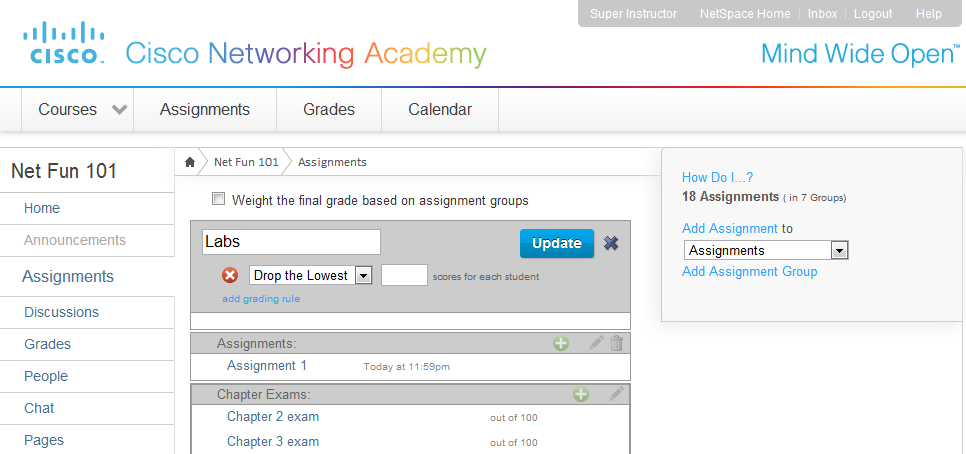 Super Instructor NetSpace Home Inbox Logout Help
CISCO
Cisco Networking Academy
Mind Wide Open™
Courses Assignments Grades Calendar
Net Fun 101
Home
Announcements
Assignments
Discussions
Grades
People
Chat
Pages
Net Fun 101 Assignments
Weight the final grade based on assignment groups
Labs Update
Drop the Lowest scores for each student
add grading rule
Assignments:
Assignment 1 Today at 11:59pm
Chapter Exams:
Chapter 2 exam out of 100
Chapter 3 exam out of 100
How Do I...?
18 Assignments ( in 7 Groups)
Add Assignment to
Assignments
Add Assignment Group